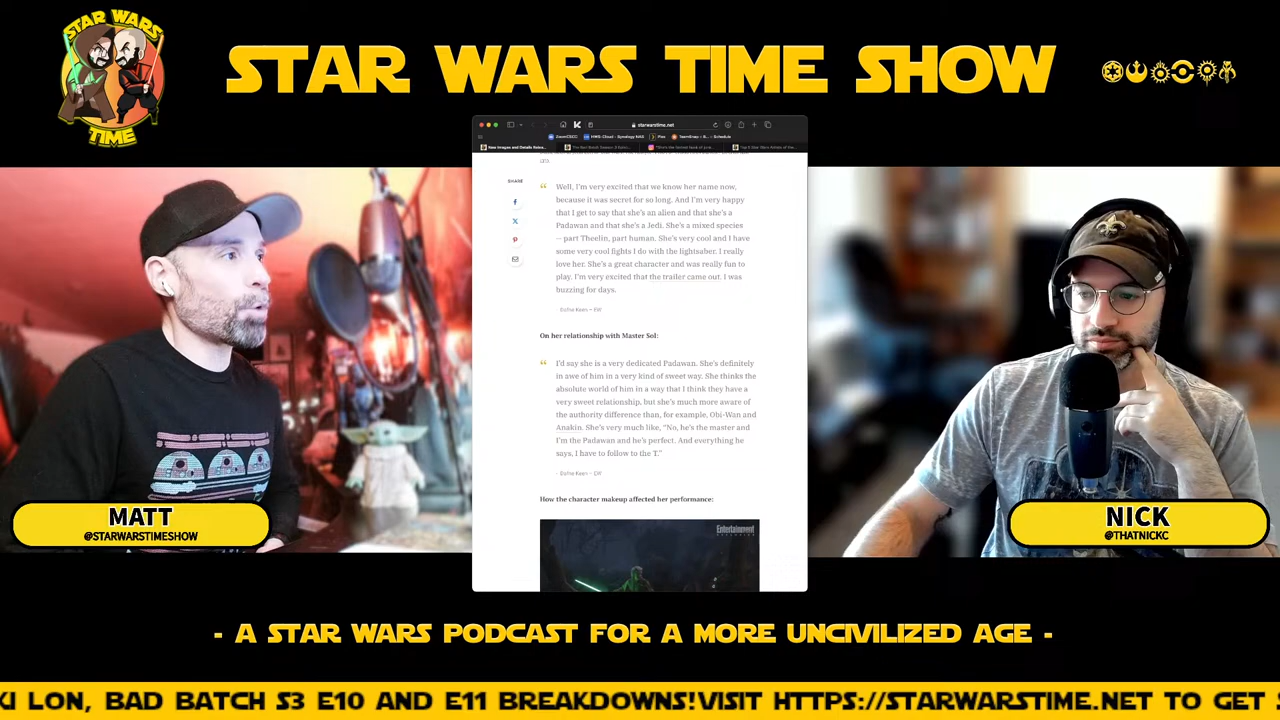 STAR WARS
TIME
STAR WARS TIME SHOW
starwarstime.net
SHARE
Well, I'm very excited that we know her name now,
because it was secret for so long. And I'm very happy
that I get to say that she's an alien and that she's a
Padawan and that she's a Jedi. She's a mixed species
— part Theelin, part human. She's very cool and I have
some very cool fights I do with the lightsaber. I really
love her. She's a great character and was really fun to
play. I'm very excited that the trailer came out. I was
buzzing for days.
On her relationship with Master Sol:
I'd say she is a very dedicated Padawan. She's definitely
in awe of him in a very kind of sweet way. She thinks the
absolute world of him in a way that I think they have a
very sweet relationship, but she's much more aware of
the authority difference than, for example, Obi-Wan and
Anakin. She's very much like, "No, he's the master and
I'm the Padawan and he's perfect. And everything he
says, I have to follow to the T."
How the character makeup affected her performance:
Entertainment
MATT
@STARWARSTIMESHOW
NICK
@THATNICKC
- A STAR WARS PODCAST FOR A MORE UNCIVILIZED AGE -
KI LON, BAD BATCH S3 E10 AND E11 BREAKDOWNS!VISIT HTTPS://STARWARSTIME.NET TO GET